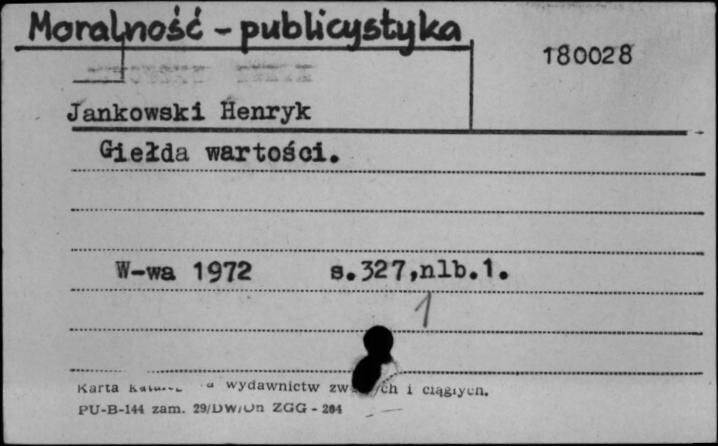 Moralność - publicystyka
180028
Jankowski Henryk
Giełda wartości.
W-wa 1972 s.327,nlb.1.
1
Karta wydawnictw i ciągłych.
PU-B-144 zam. ZGG - 204